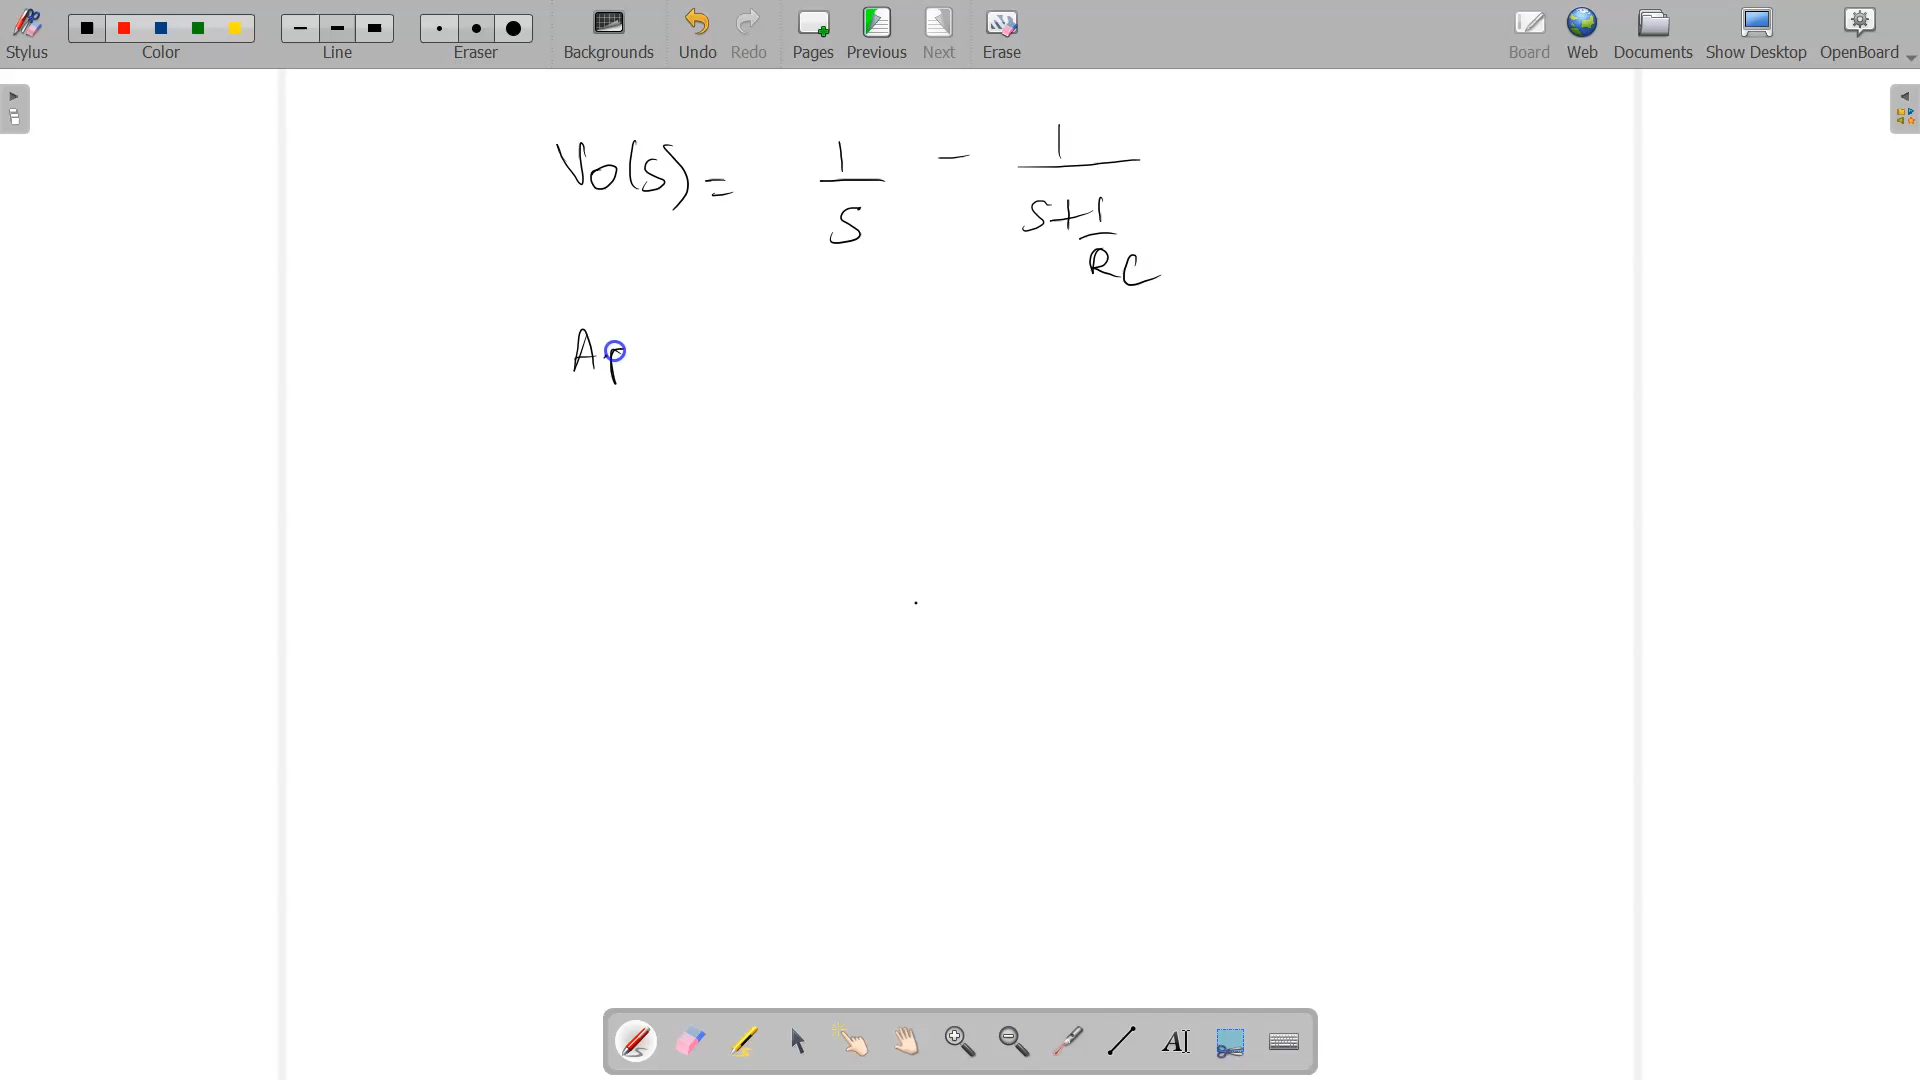 Stylus Color Line Eraser Backgrounds Undo Redo Pages Previous Next Erase Board Web Documents Show Desktop OpenBoard
Vo(s) = 1/s - 1/(s+1/RC)
Ap
AI